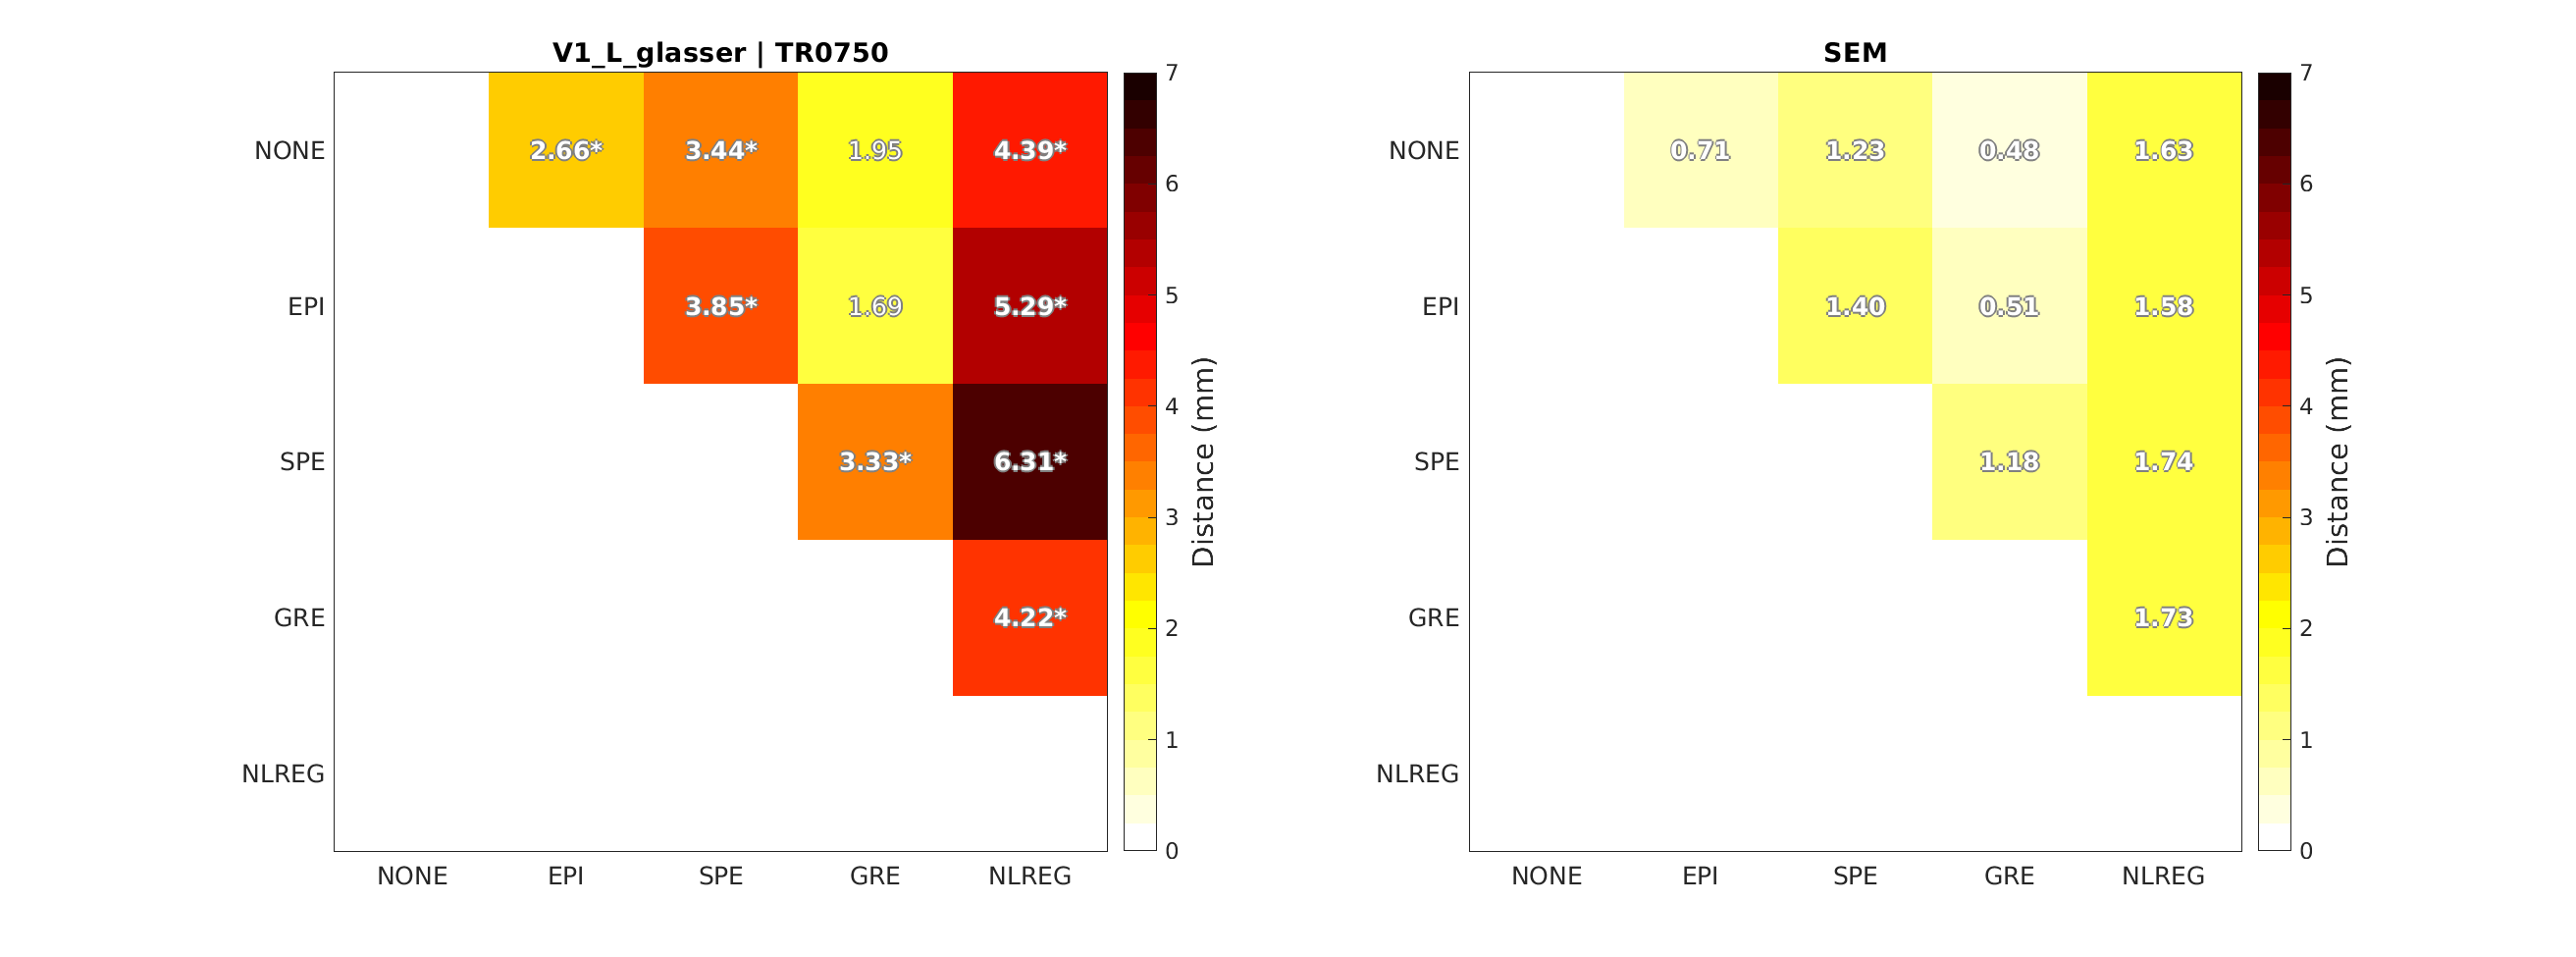 V1_L_glasser | TR0750
NONE
EPI
SPE
GRE
NLREG
2.66* 3.44* 1.95 4.39*
3.85* 1.69 5.29*
3.33* 6.31*
4.22*
NONE EPI SPE GRE NLREG
7
6
5
4
3
2
1
0
Distance (mm)
SEM
NONE
EPI
SPE
GRE
NLREG
0.71 1.23 0.48 1.63
1.40 0.51 1.58
1.18 1.74
1.73
NONE EPI SPE GRE NLREG
7
6
5
4
3
2
1
0
Distance (mm)